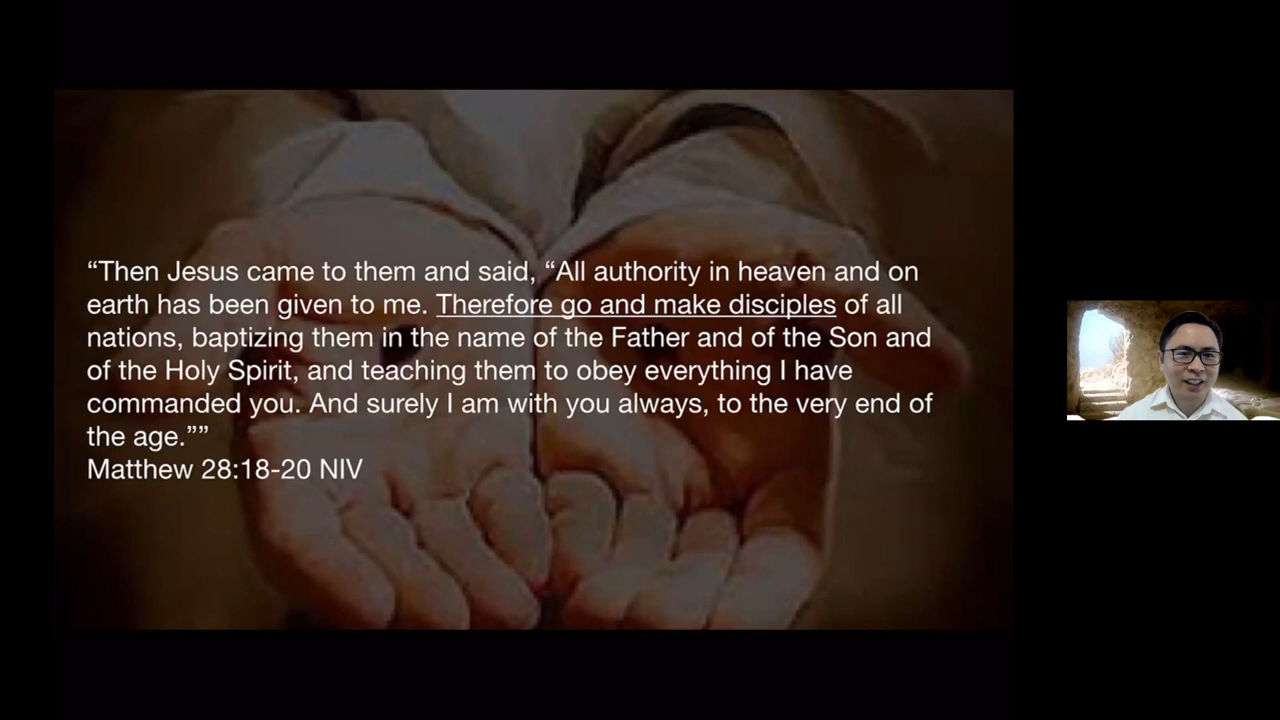 “Then Jesus came to them and said, “All authority in heaven and on
earth has been given to me. Therefore go and make disciples of all
nations, baptizing them in the name of the Father and of the Son and
of the Holy Spirit, and teaching them to obey everything I have
commanded you. And surely I am with you always, to the very end of
the age.””
Matthew 28:18-20 NIV